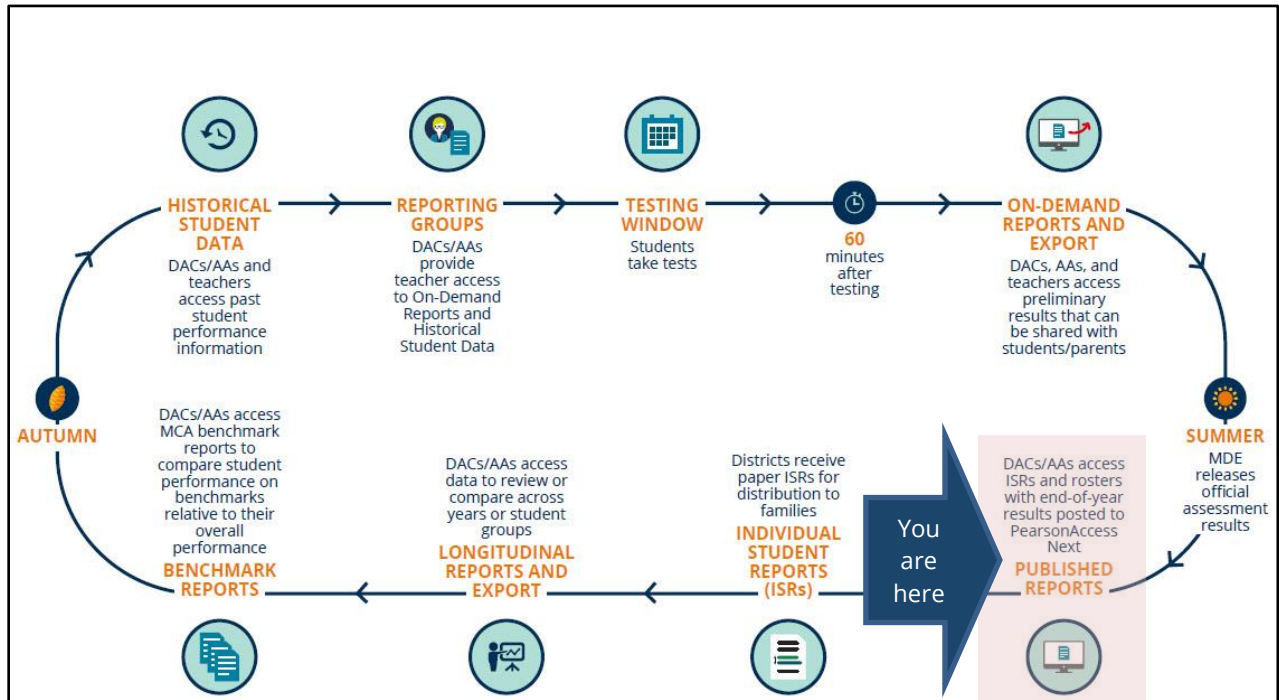 HISTORICAL
STUDENT
DATA
DACs/AAs and
teachers
access past
student
performance
information
REPORTING
GROUPS
DACs/AAs
provide
teacher access
to On-Demand
Reports and
Historical
Student Data
TESTING
WINDOW
Students
take tests
60
minutes
after
testing
ON-DEMAND
REPORTS AND
EXPORT
DACs, AAs, and
teachers access
preliminary
results that can
be shared with
students/parents
SUMMER
MDE
releases
official
assessment
results
DACs/AAs access
ISRs and rosters
with end-of-year
results posted to
PearsonAccess
Next
PUBLISHED
REPORTS
You
are
here
Districts receive
paper ISRs for
distribution to
families
INDIVIDUAL
STUDENT
REPORTS
(ISRs)
DACs/AAs access
data to review or
compare across
years or student
groups
LONGITUDINAL
REPORTS AND
EXPORT
DACs/AAs access
MCA benchmark
reports to
compare student
performance on
benchmarks
relative to their
overall
performance
BENCHMARK
REPORTS
AUTUMN